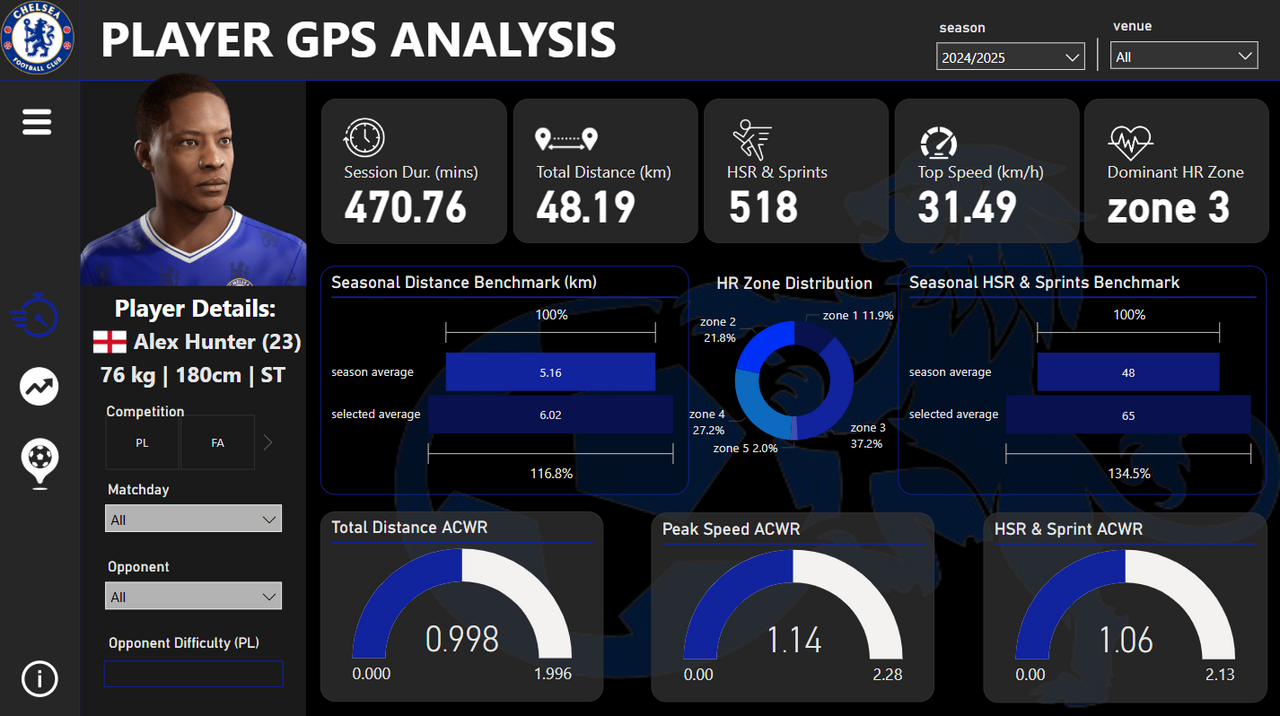 CHELSEA
FOOTBALL CLUB
PLAYER GPS ANALYSIS
season
2024/2025
venue
All
Session Dur. (mins)
470.76
Total Distance (km)
48.19
HSR & Sprints
518
Top Speed (km/h)
31.49
Dominant HR Zone
zone 3
Player Details:
Alex Hunter (23)
76 kg | 180cm | ST
Competition
PL
FA
Matchday
All
Opponent
All
Opponent Difficulty (PL)
Seasonal Distance Benchmark (km)
100%
season average
5.16
selected average
6.02
116.8%
HR Zone Distribution
zone 1 11.9%
zone 2
21.8%
zone 4
27.2%
zone 3
37.2%
zone 5 2.0%
Seasonal HSR & Sprints Benchmark
100%
season average
48
selected average
65
134.5%
Total Distance ACWR
0.998
0.000
1.996
Peak Speed ACWR
1.14
0.00
2.28
HSR & Sprint ACWR
1.06
0.00
2.13